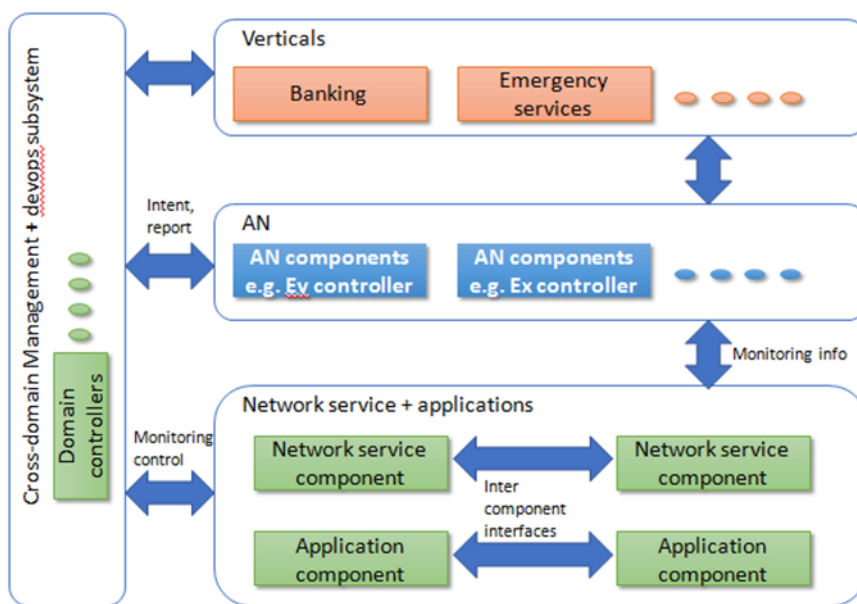 Cross-domain Management + devops subsystem
Domain
controllers
Verticals
Banking
Emergency
services
Intent,
report
AN
AN components
e.g. Ev controller
AN components
e.g. Ex controller
Monitoring info
Monitoring
control
Network service + applications
Network service
component
Network service
component
Inter
component
interfaces
Application
component
Application
component